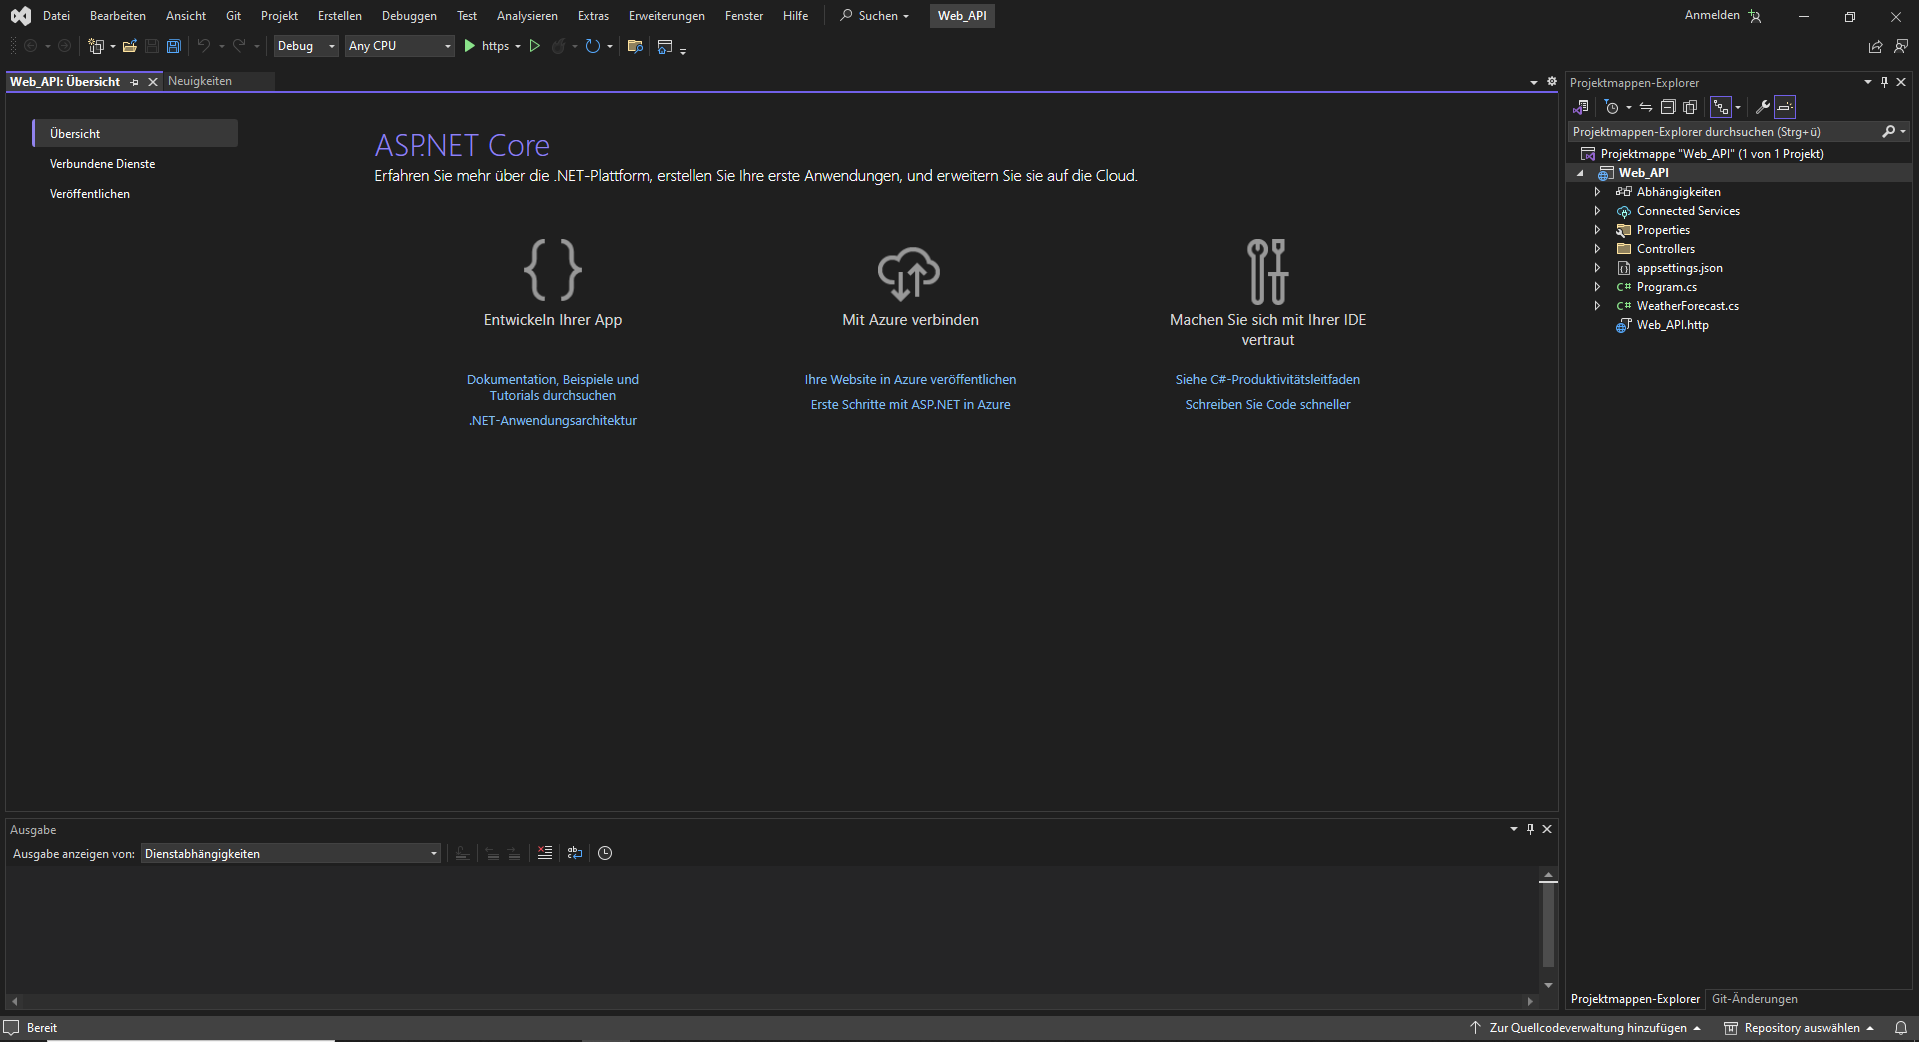 Datei Bearbeiten Ansicht Git Projekt Erstellen Debuggen Test Analysieren Extras Erweiterungen Fenster Hilfe Suchen Web_API Anmelden
Debug Any CPU https
Web_API: Übersicht Neuigkeiten
Übersicht
Verbundene Dienste
Veröffentlichen
ASP.NET Core
Erfahren Sie mehr über die .NET-Plattform, erstellen Sie Ihre erste Anwendungen, und erweitern Sie sie auf die Cloud.
Entwickeln Ihrer App
Dokumentation, Beispiele und
Tutorials durchsuchen
.NET-Anwendungsarchitektur
Mit Azure verbinden
Ihre Website in Azure veröffentlichen
Erste Schritte mit ASP.NET in Azure
Machen Sie sich mit Ihrer IDE
vertraut
Siehe C#-Produktivitätsleitfaden
Schreiben Sie Code schneller
Ausgabe
Ausgabe anzeigen von: Dienstabhängigkeiten
Projektmappen-Explorer
Projektmappen-Explorer durchsuchen (Strg+ü)
Projektmappe "Web_API" (1 von 1 Projekt)
Web_API
Abhängigkeiten
Connected Services
Properties
Controllers
appsettings.json
C# Program.cs
C# WeatherForecast.cs
Web_API.http
Projektmappen-Explorer Git-Änderungen
Bereit Zur Quellcodeverwaltung hinzufügen Repository auswählen